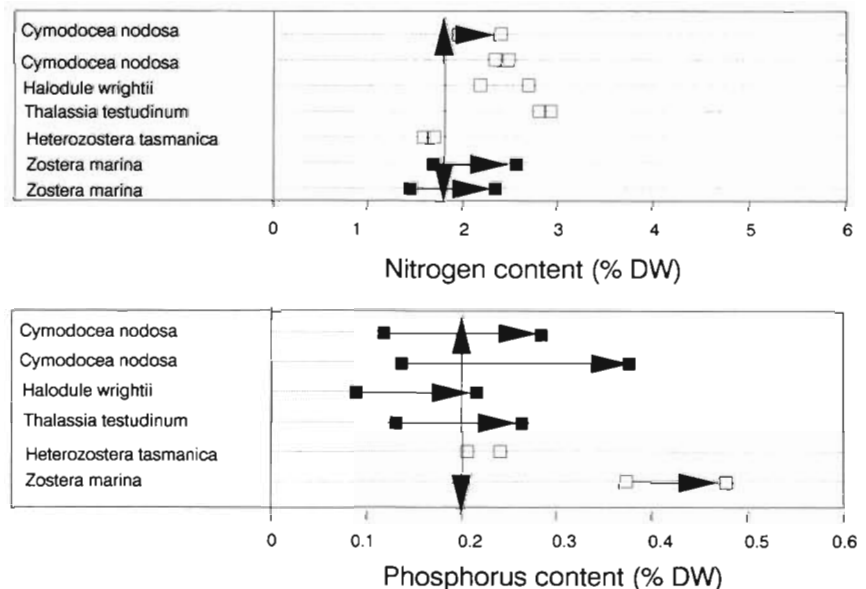 Cymodocea nodosa
Cymodocea nodosa
Halodule wrightii
Thalassia testudinum
Heterozostera tasmanica
Zostera marina
Zostera marina
0 1 2 3 4 5 6
Nitrogen content (% DW)
Cymodocea nodosa
Cymodocea nodosa
Halodule wrightii
Thalassia testudinum
Heterozostera tasmanica
Zostera marina
0 0.1 0.2 0.3 0.4 0.5 0.6
Phosphorus content (% DW)